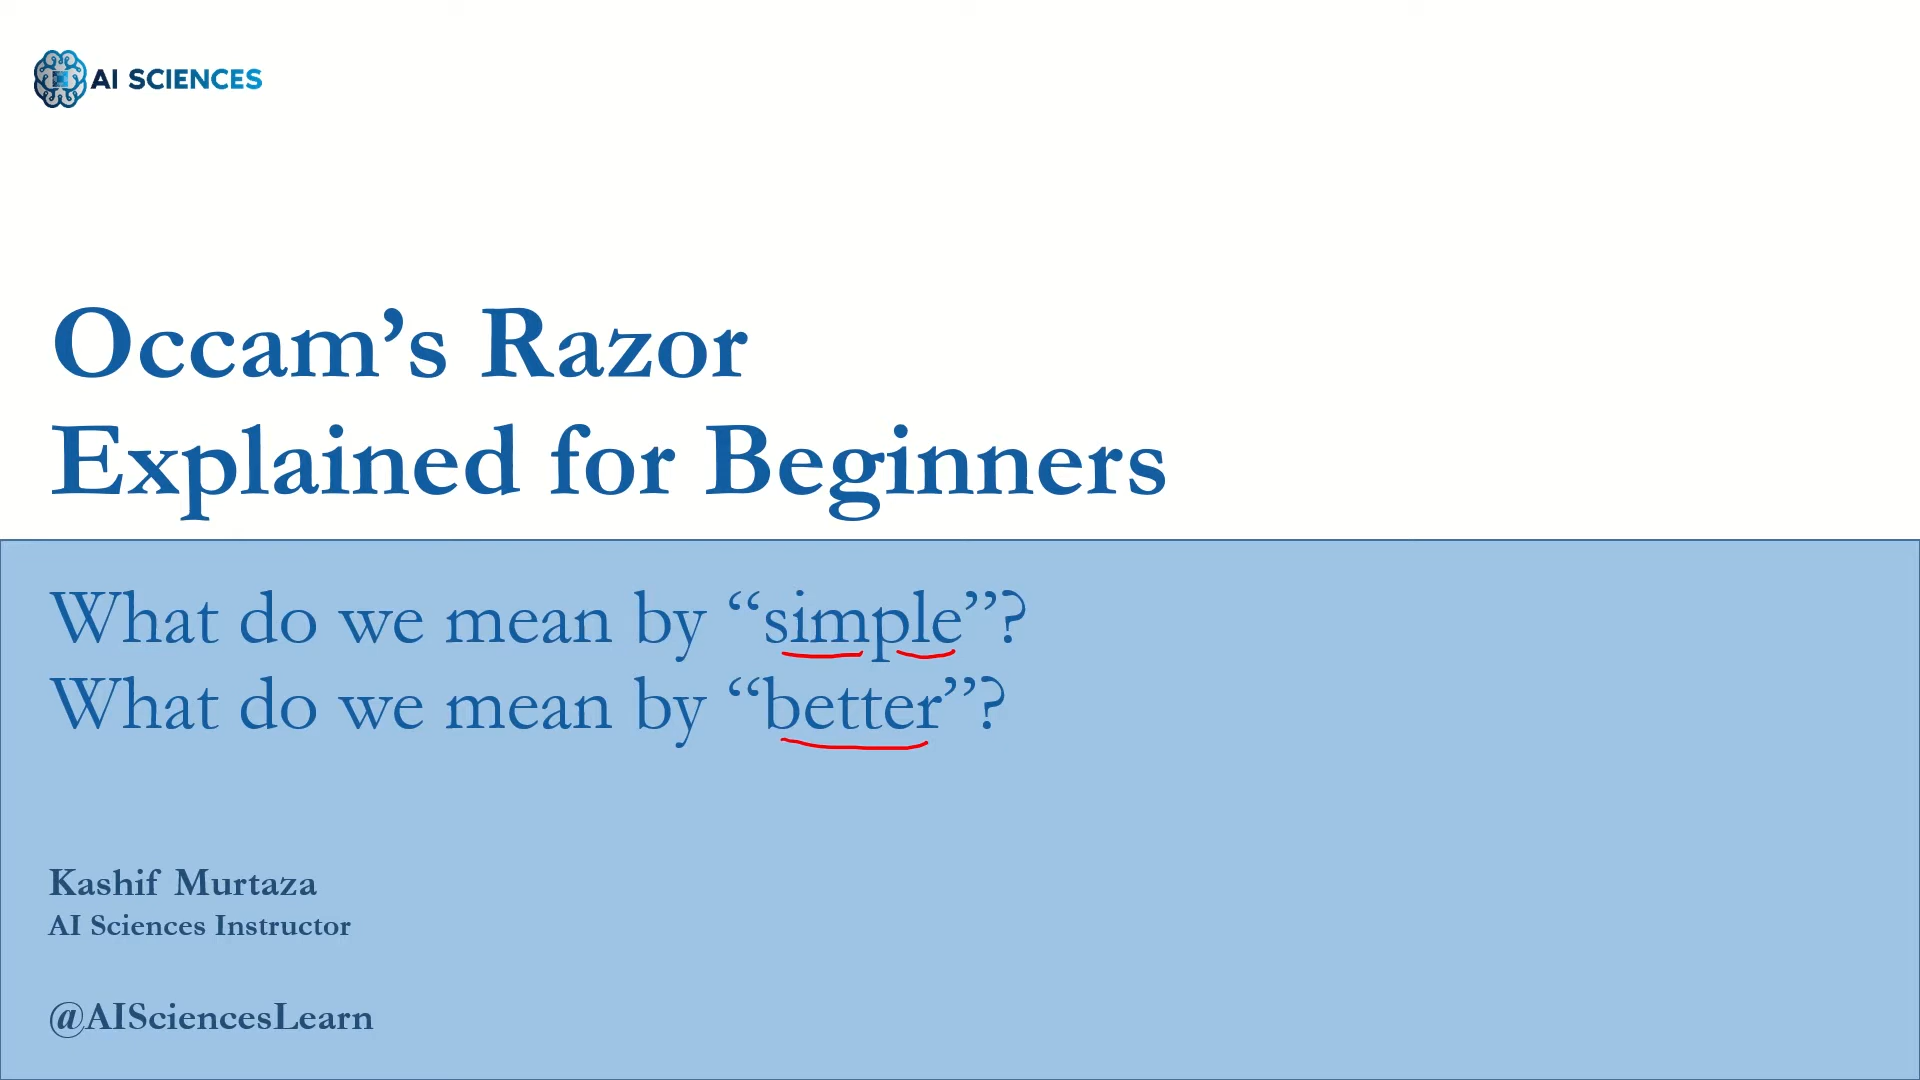 AI SCIENCES
Occam’s Razor
Explained for Beginners
What do we mean by “simple”?
What do we mean by “better”?
Kashif Murtaza
AI Sciences Instructor
@AISciencesLearn